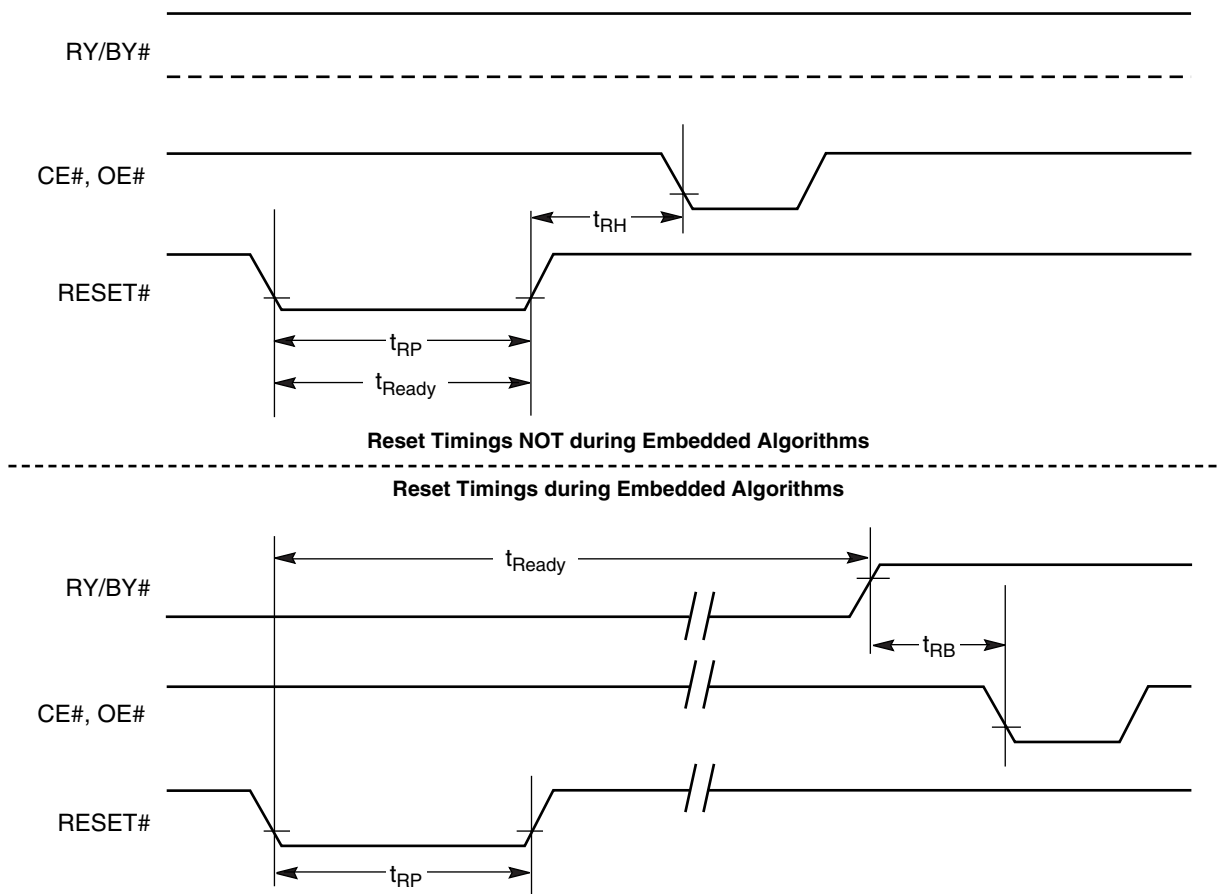 RY/BY#
CE#, OE#
tRH
RESET#
tRP
tReady
Reset Timings NOT during Embedded Algorithms
Reset Timings during Embedded Algorithms
tReady
RY/BY#
tRB
CE#, OE#
RESET#
tRP